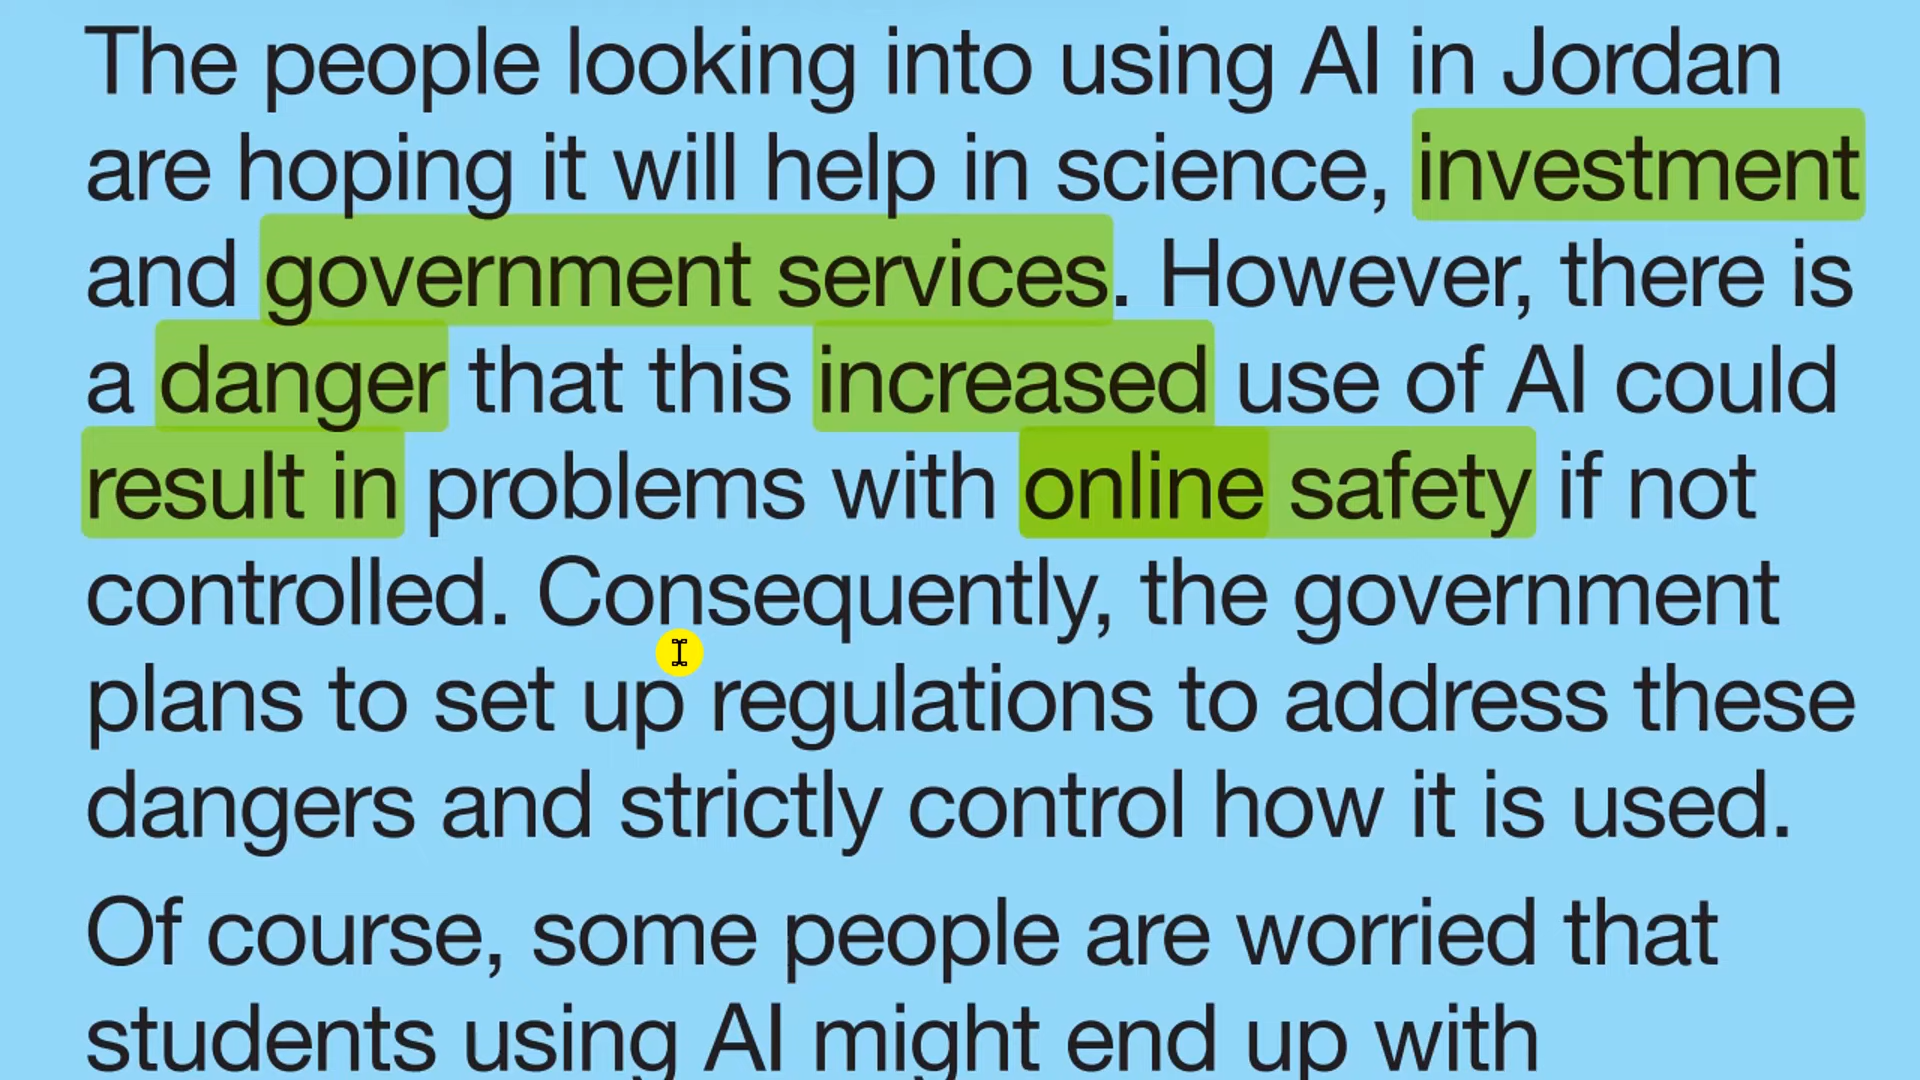 The people looking into using AI in Jordan
are hoping it will help in science, investment
and government services. However, there is
a danger that this increased use of AI could
result in problems with online safety if not
controlled. Consequently, the government
plans to set up regulations to address these
dangers and strictly control how it is used.
Of course, some people are worried that
students using AI might end up with